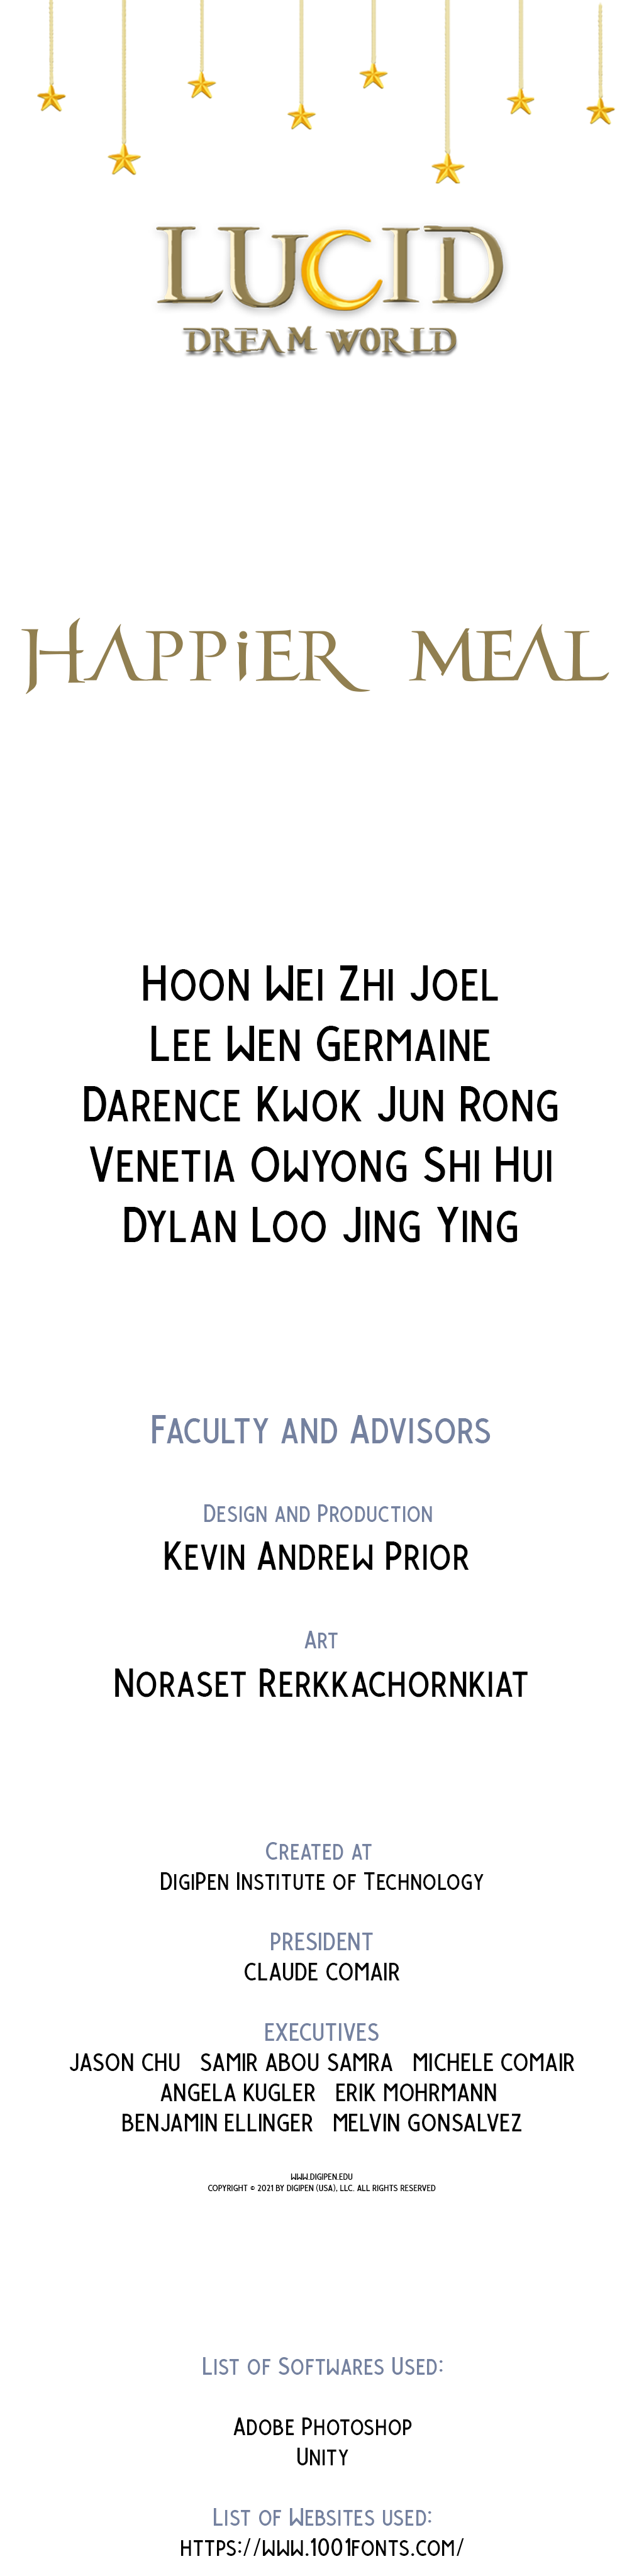 LUCID
DREAM WORLD
HAPPiER MEAL
Hoon Wei Zhi Joel
Lee Wen Germaine
Darence Kwok Jun Rong
Venetia Owyong Shi Hui
Dylan Loo Jing Ying
Faculty and Advisors
Design and Production
Kevin Andrew Prior
Art
Noraset Rerkkachornkiat
Created at
DigiPen Institute of Technology
PRESIDENT
CLAUDE COMAIR
EXECUTIVES
JASON CHU SAMIR ABOU SAMRA MICHELE COMAIR
ANGELA KUGLER ERIK MOHRMANN
BENJAMIN ELLINGER MELVIN GONSALVEZ
WWW.DIGIPEN.EDU
COPYRIGHT © 2021 BY DIGIPEN (USA), LLC. ALL RIGHTS RESERVED
List of Softwares Used:
Adobe Photoshop
Unity
List of Websites used:
https://www.1001fonts.com/